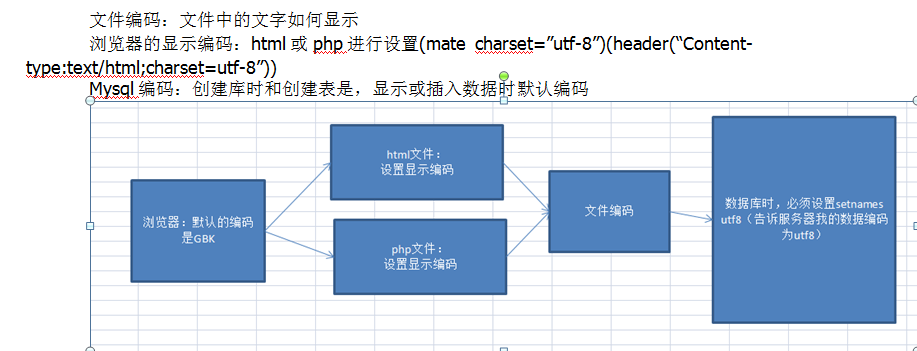 文件编码：文件中的文字如何显示
浏览器的显示编码：html 或 php 进行设置(mate charset=”utf-8”)(header(“Content-
type:text/html;charset=utf-8”))
Mysql 编码：创建库时和创建表是，显示或插入数据时默认编码
浏览器：默认的编码
是GBK
html文件：
设置显示编码
php文件：
设置显示编码
文件编码
数据库时，必须设置setnames
utf8（告诉服务器我的数据编码
为utf8）